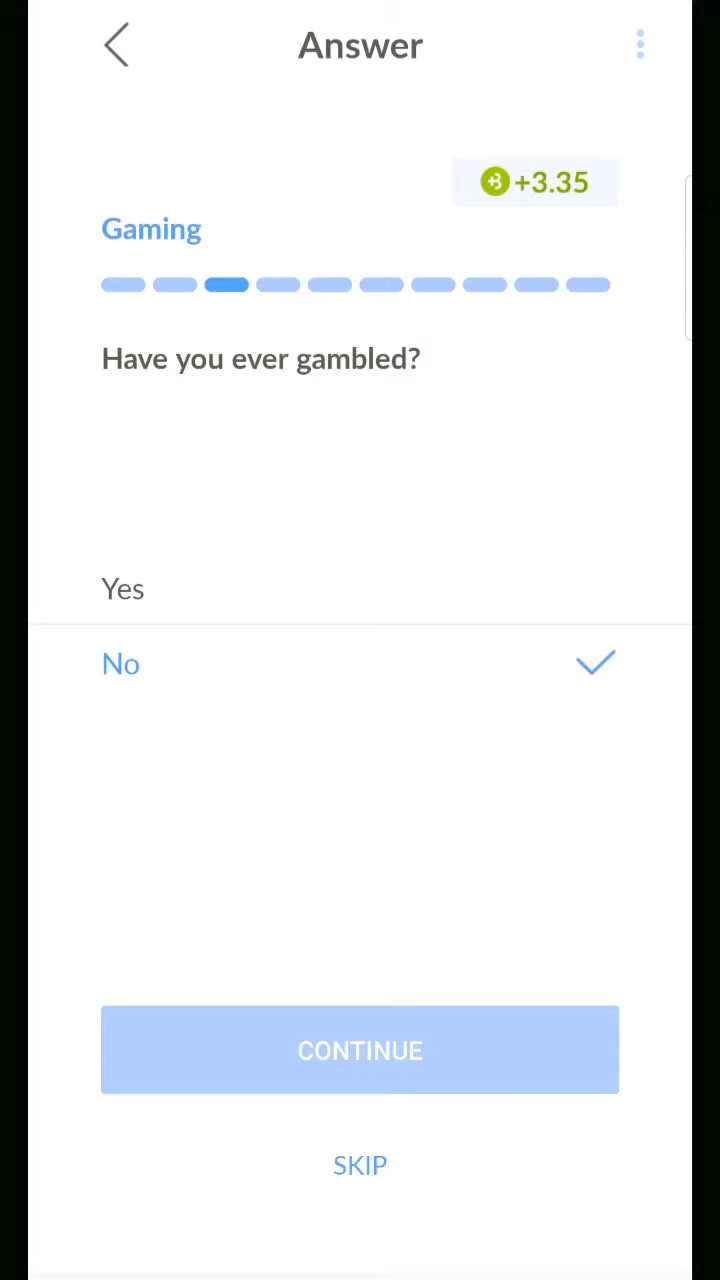 Answer
+3.35
Gaming
Have you ever gambled?
Yes
No
CONTINUE
SKIP